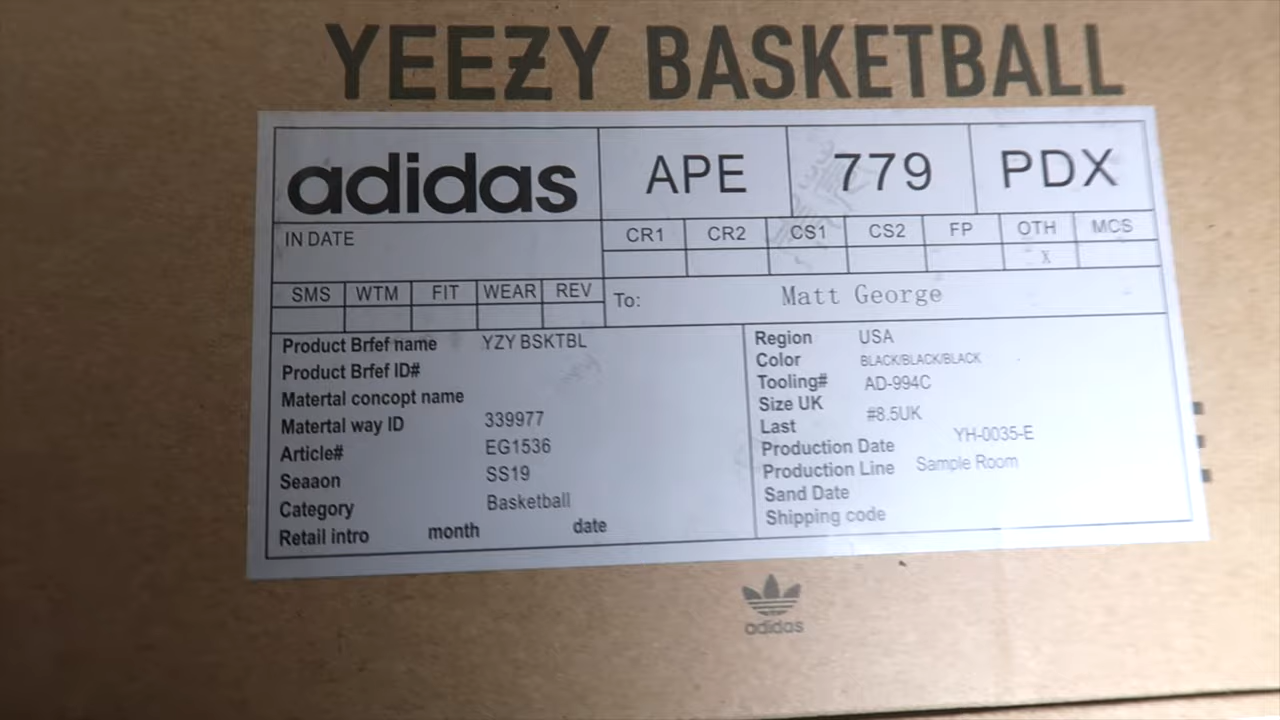 YEEZY BASKETBALL
adidas APE 779 PDX
IN DATE
CR1 CR2 CS1 CS2 FP OTH MCS
X
SMS WTM FIT WEAR REV
To: Matt George
Product Brfef name YZY BSKTBL
Product Brfef ID#
Matertal concopt name
Matertal way ID 339977
Article# EG1536
Seaaon SS19
Category Basketball
Retail intro month date
Region USA
Color BLACK/BLACK/BLACK
Tooling# AD-994C
Size UK #8.5UK
Last YH-0035-E
Production Date
Production Line Sample Room
Sand Date
Shipping code
adidas